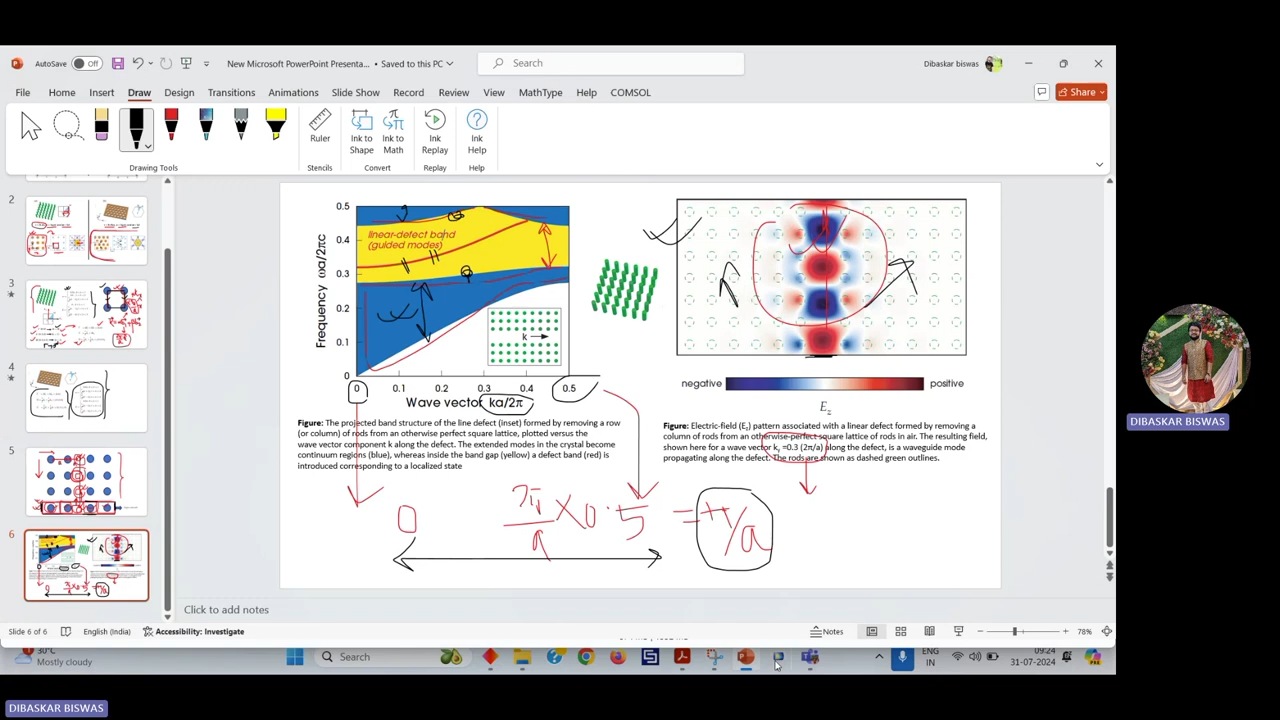 AutoSave Off New Microsoft PowerPoint Presenta... • Saved to this PC Search Dibaskar biswas
File Home Insert Draw Design Transitions Animations Slide Show Record Review View MathType Help COMSOL Share
Ruler Ink to Shape Ink to Math Ink Replay Ink Help
Drawing Tools Stencils Convert Replay Help
2
3
4
5
6
0.5
0.4
0.3
0.2
0.1
0
Frequency ωa/2πc
linear-defect band
(guided modes)
k
0 0.1 0.2 0.3 0.4 0.5
Wave vector ka/2π
negative positive
E_z
Figure: The projected band structure of the line defect (inset) formed by removing a row
(or column) of rods from an otherwise perfect square lattice, plotted versus the
wave vector component k along the defect. The extended modes in the crystal become
continuum regions (blue), whereas inside the band gap (yellow) a defect band (red) is
introduced corresponding to a localized state
Figure: Electric-field (E_z) pattern associated with a linear defect formed by removing a
column of rods from an otherwise-perfect square lattice of rods in air. The resulting field,
shown here for a wave vector k_y =0.3 (2π/a) along the defect, is a waveguide mode
propagating along the defect. The rods are shown as dashed green outlines.
0 2π/a × 0.5 = π/a
Click to add notes
Slide 6 of 6 English (India) Accessibility: Investigate Notes 78%
30°C
Mostly cloudy
Search
ENG
IN
09:24
31-07-2024
DIBASKAR BISWAS
DIBASKAR BISWAS